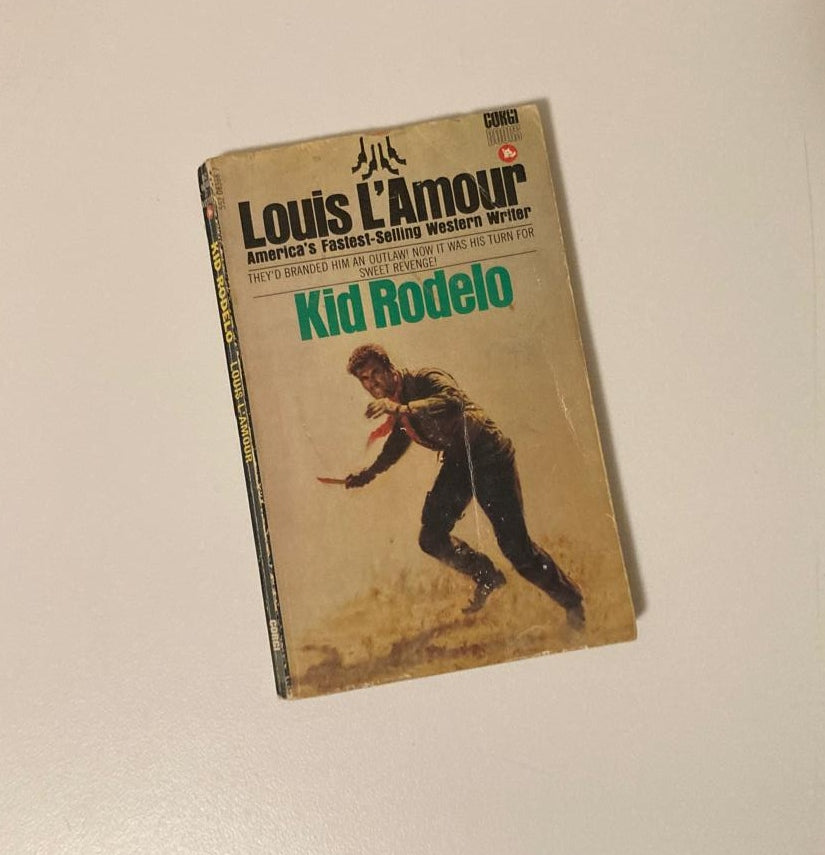 CORGI
BOOKS
Louis L'Amour
America's Fastest-Selling Western Writer
THEY'D BRANDED HIM AN OUTLAW! NOW IT WAS HIS TURN FOR
SWEET REVENGE!
Kid Rodelo
KID RODELO LOUIS L'AMOUR
CORGI